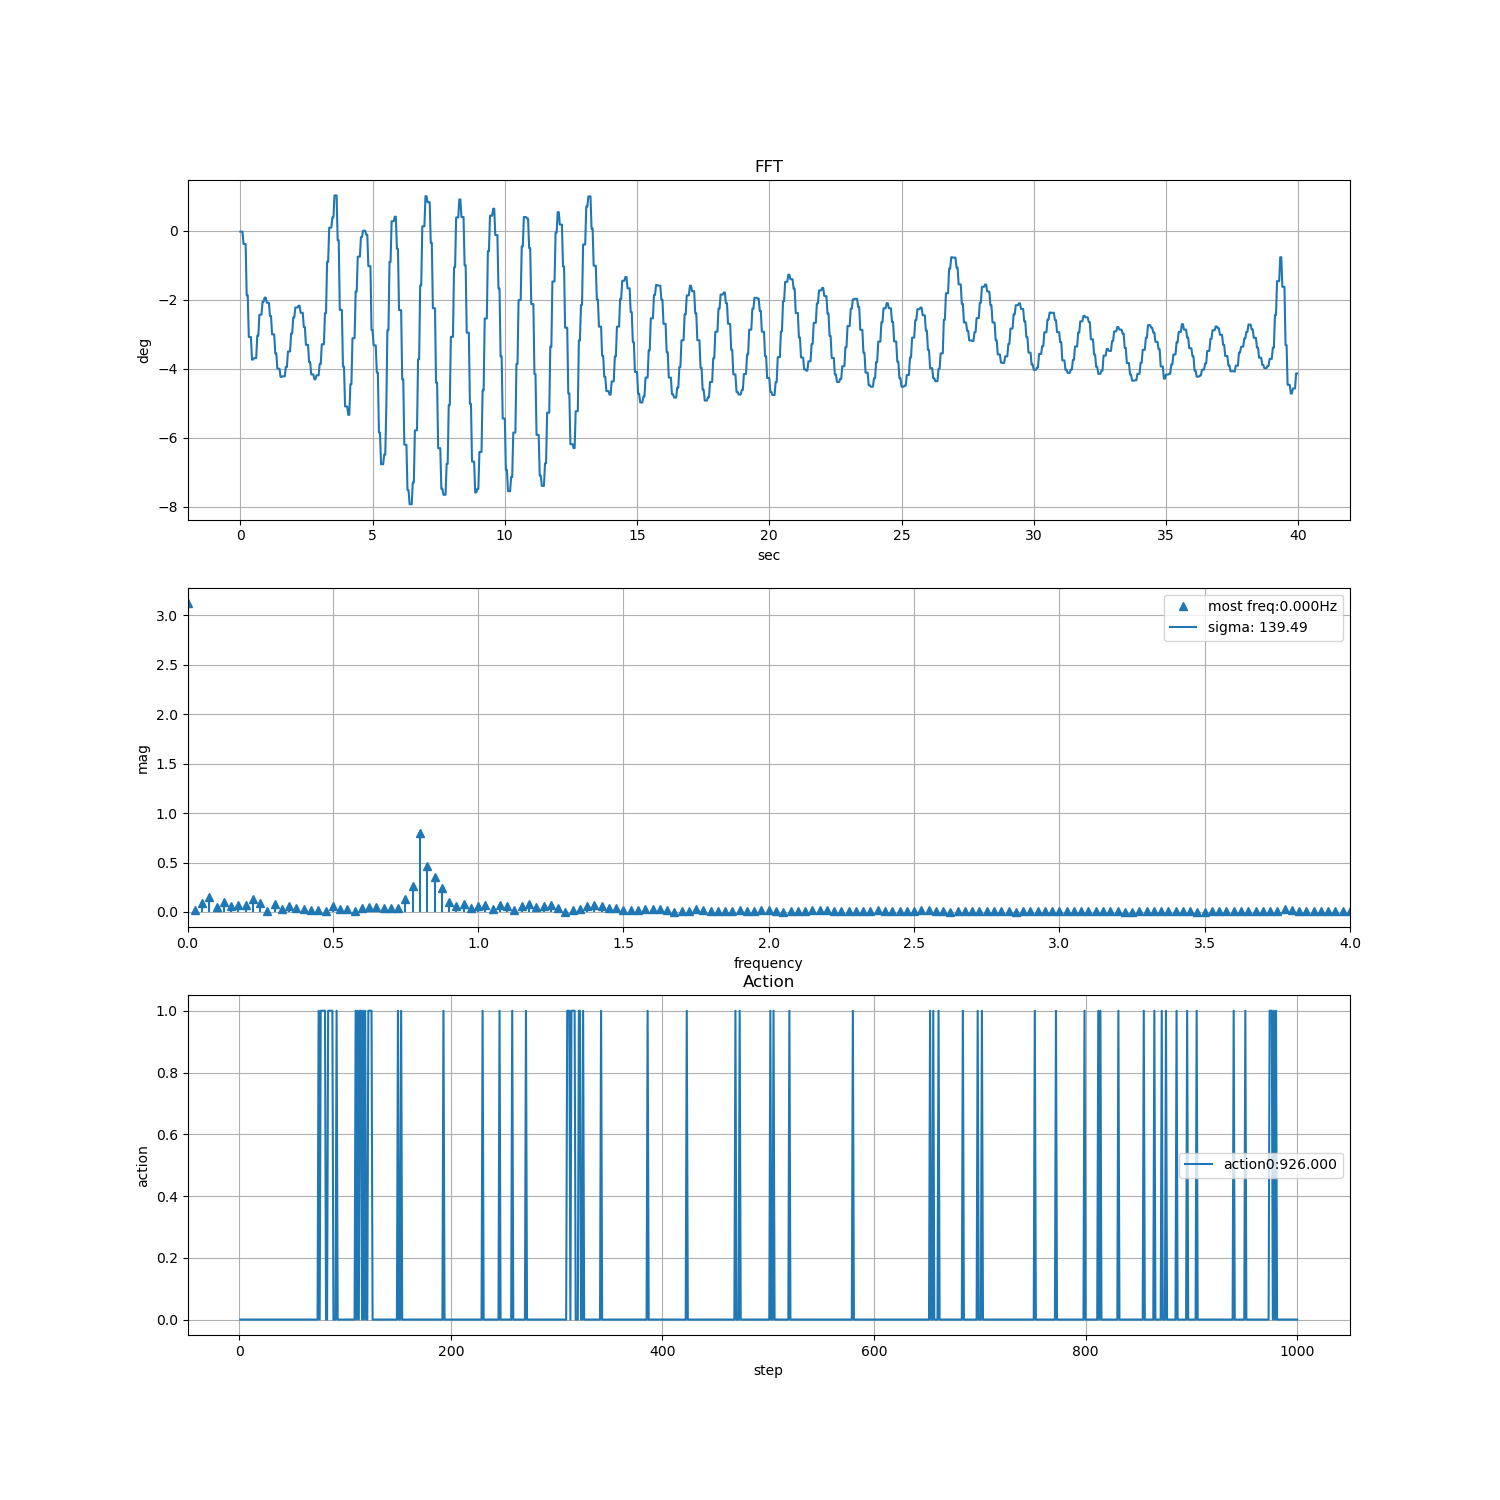 FFT
0
−2
−4
−6
−8
deg
0 5 10 15 20 25 30 35 40
sec
3.0
2.5
2.0
1.5
1.0
0.5
0.0
mag
most freq:0.000Hz
sigma: 139.49
0.0 0.5 1.0 1.5 2.0 2.5 3.0 3.5 4.0
frequency
Action
1.0
0.8
0.6
0.4
0.2
0.0
action
action0:926.000
0 200 400 600 800 1000
step